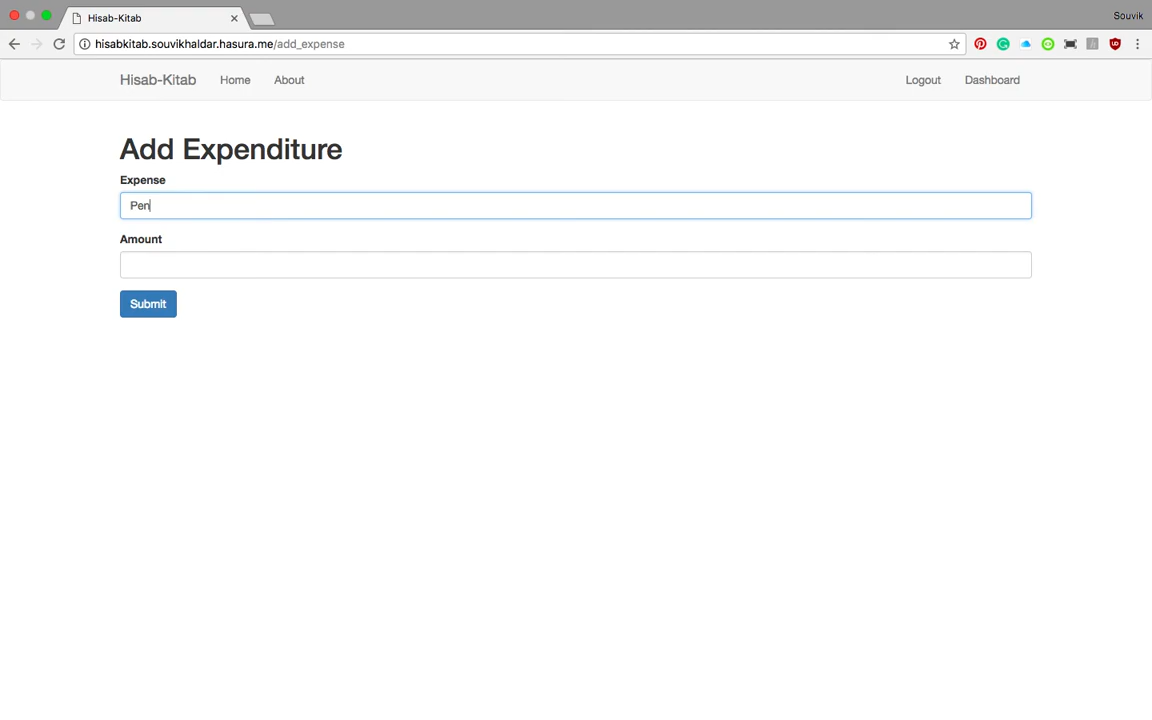 Hisab-Kitab
Souvik
hisabkitab.souvikhaldar.hasura.me/add_expense
Hisab-Kitab Home About Logout Dashboard
Add Expenditure
Expense
Pen
Amount
Submit